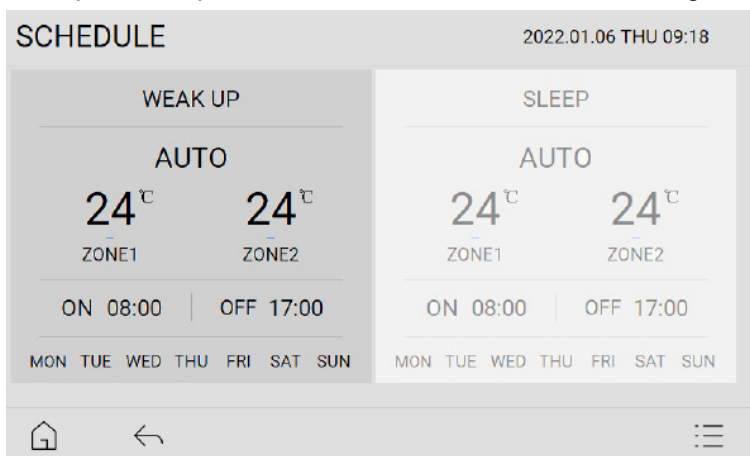 SCHEDULE 2022.01.06 THU 09:18
WEAK UP
AUTO
24℃ 24℃
ZONE1 ZONE2
ON 08:00 OFF 17:00
MON TUE WED THU FRI SAT SUN
SLEEP
AUTO
24℃ 24℃
ZONE1 ZONE2
ON 08:00 OFF 17:00
MON TUE WED THU FRI SAT SUN